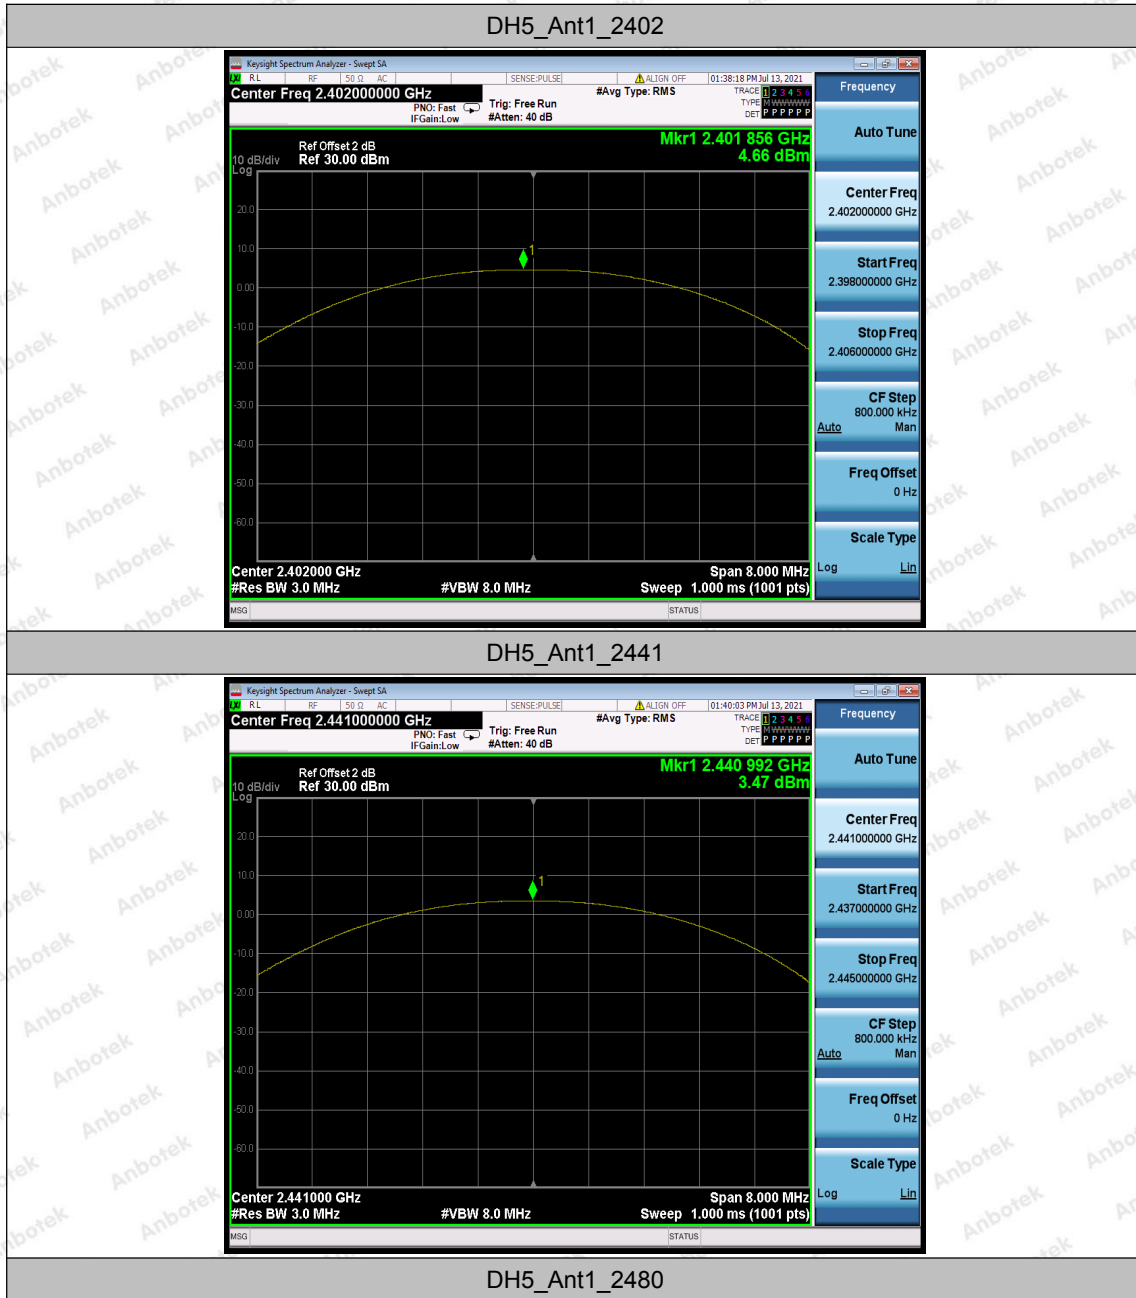 DH5_Ant1_2402
Keysight Spectrum Analyzer - Swept SA
LXI RL RF 50 Ω AC SENSE:PULSE ALIGN OFF 01:38:18 PM Jul 13, 2021
Center Freq 2.402000000 GHz
PNO: Fast
IFGain:Low
Trig: Free Run
#Atten: 40 dB
#Avg Type: RMS
TRACE 1 2 3 4 5 6
TYPE M WWWWW
DET P P P P P P
Frequency
Mkr1 2.401 856 GHz
4.66 dBm
Ref Offset 2 dB
10 dB/div Ref 30.00 dBm
Log
20.0
10.0
0.00
-10.0
-20.0
-30.0
-40.0
-50.0
-60.0
1
Center 2.402000 GHz
Span 8.000 MHz
#Res BW 3.0 MHz
#VBW 8.0 MHz
Sweep 1.000 ms (1001 pts)
MSG
STATUS
Auto Tune
Center Freq
2.402000000 GHz
Start Freq
2.398000000 GHz
Stop Freq
2.406000000 GHz
CF Step
800.000 kHz
Auto Man
Freq Offset
0 Hz
Scale Type
Log Lin
DH5_Ant1_2441
Keysight Spectrum Analyzer - Swept SA
LXI RL RF 50 Ω AC SENSE:PULSE ALIGN OFF 01:40:03 PM Jul 13, 2021
Center Freq 2.441000000 GHz
PNO: Fast
IFGain:Low
Trig: Free Run
#Atten: 40 dB
#Avg Type: RMS
TRACE 1 2 3 4 5 6
TYPE M WWWWW
DET P P P P P P
Frequency
Mkr1 2.440 992 GHz
3.47 dBm
Ref Offset 2 dB
10 dB/div Ref 30.00 dBm
Log
20.0
10.0
0.00
-10.0
-20.0
-30.0
-40.0
-50.0
-60.0
1
Center 2.441000 GHz
Span 8.000 MHz
#Res BW 3.0 MHz
#VBW 8.0 MHz
Sweep 1.000 ms (1001 pts)
MSG
STATUS
Auto Tune
Center Freq
2.441000000 GHz
Start Freq
2.437000000 GHz
Stop Freq
2.445000000 GHz
CF Step
800.000 kHz
Auto Man
Freq Offset
0 Hz
Scale Type
Log Lin
DH5_Ant1_2480
Anbotek